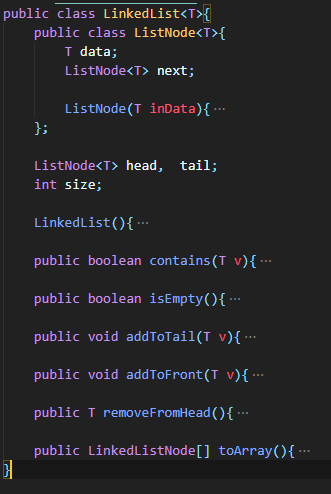 public class LinkedList<T>{
public class ListNode<T>{
T data;
ListNode<T> next;
ListNode(T inData){ ···
};
ListNode<T> head,  tail;
int size;
LinkedList(){ ···
public boolean contains(T v){ ···
public boolean isEmpty(){ ···
public void addToTail(T v){ ···
public void addToFront(T v){ ···
public T removeFromHead(){ ···
public LinkedListNode[] toArray(){ ···
}